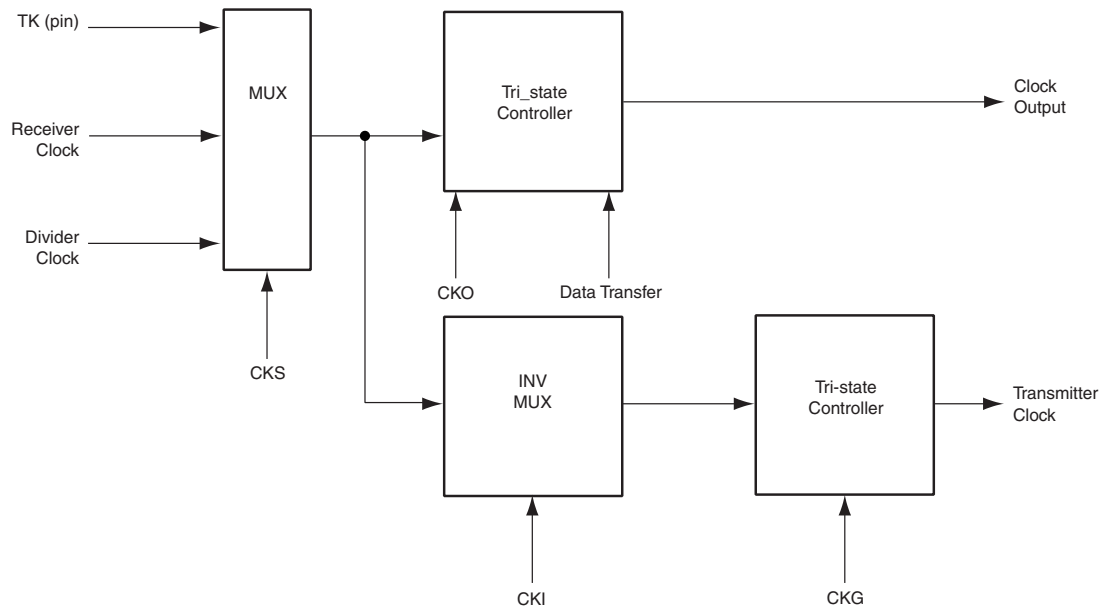 TK (pin)
MUX
Tri_state
Controller
Clock
Output
Receiver
Clock
Divider
Clock
CKO
Data Transfer
CKS
INV
MUX
Tri-state
Controller
Transmitter
Clock
CKI
CKG